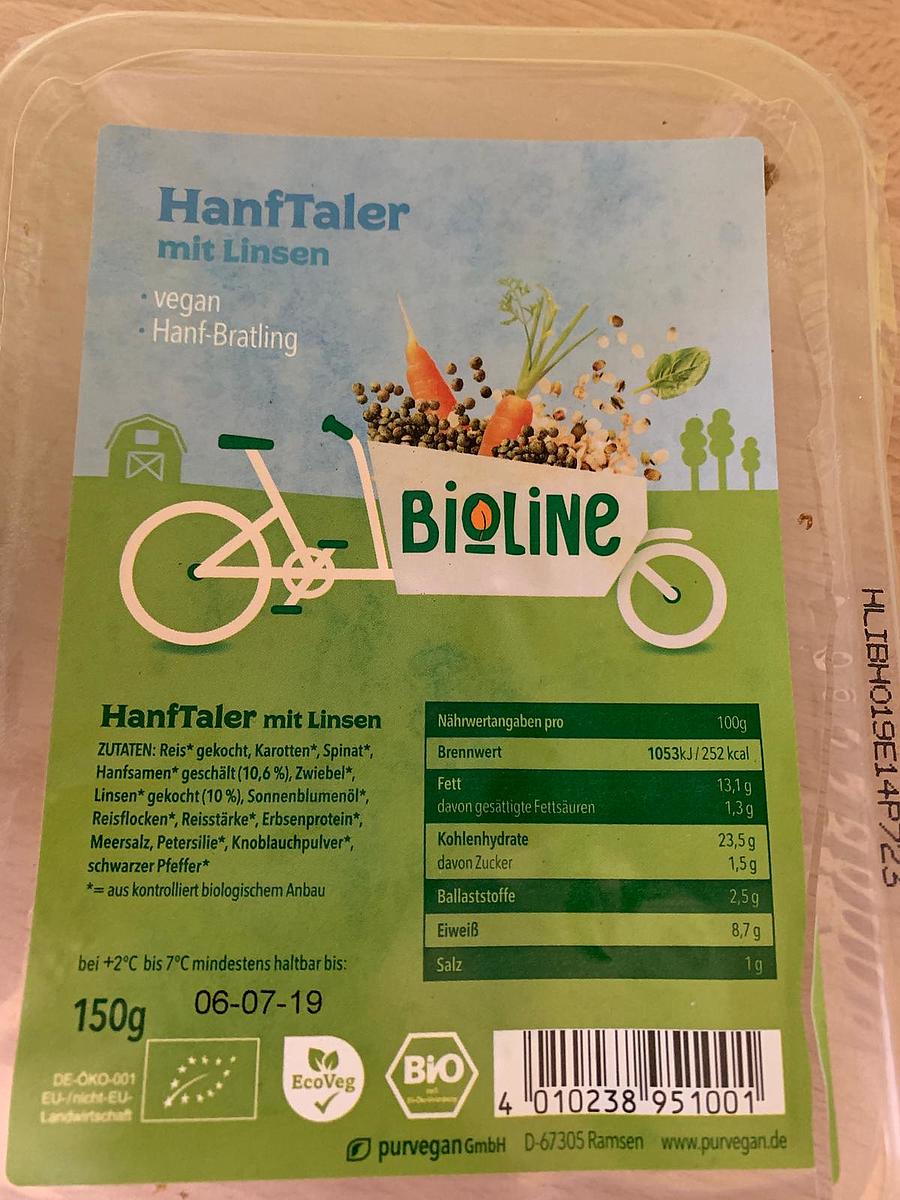 HanfTaler
mit Linsen
· vegan
· Hanf-Bratling
BIOLINE
HanfTaler mit Linsen
ZUTATEN: Reis* gekocht, Karotten*, Spinat*,
Hanfsamen* geschält (10,6 %), Zwiebel*,
Linsen* gekocht (10 %), Sonnenblumenöl*,
Reisflocken*, Reisstärke*, Erbsenprotein*,
Meersalz, Petersilie*, Knoblauchpulver*,
schwarzer Pfeffer*
*= aus kontrolliert biologischem Anbau
Nährwertangaben pro 100g
Brennwert 1053kJ / 252 kcal
Fett 13,1 g
davon gesättigte Fettsäuren 1,3 g
Kohlenhydrate 23,5 g
davon Zucker 1,5 g
Ballaststoffe 2,5 g
Eiweiß 8,7 g
Salz 1 g
bei +2°C bis 7°C mindestens haltbar bis:
150g 06-07-19
DE-ÖKO-001
EU-/nicht-EU-
Landwirtschaft
EcoVeg
BIO
4 010238 951001
purvegan GmbH D-67305 Ramsen www.purvegan.de
HLIBH019E14P723